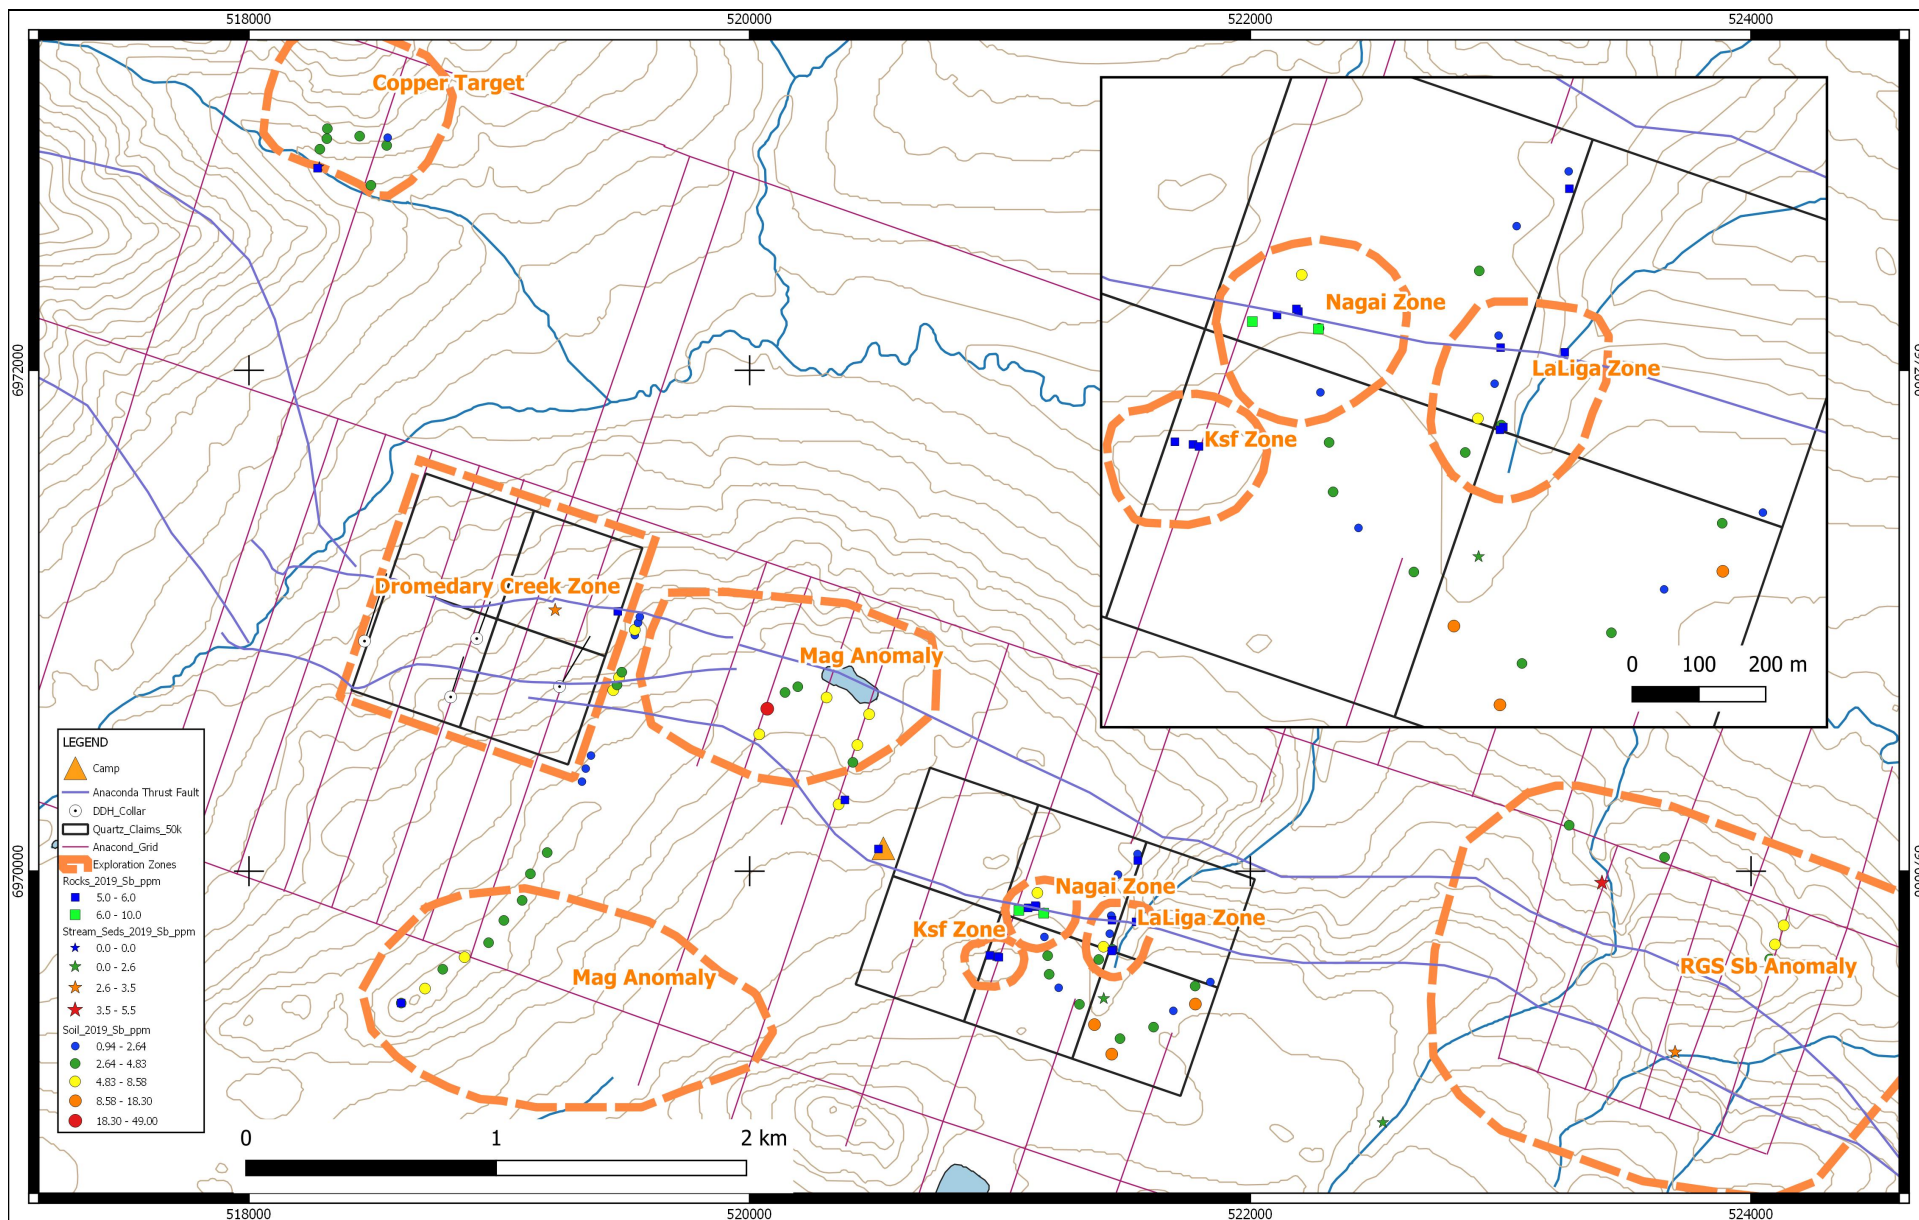 518000
520000
522000
524000
Copper Target
Nagai Zone
LaLiga Zone
Ksf Zone
0 100 200 m
6972000
6972000
Dromedary Creek Zone
Mag Anomaly
LEGEND
Camp
Anaconda Thrust Fault
DDH_Collar
Quartz_Claims_50k
Anacond_Grid
Exploration Zones
Rocks_2019_Sb_ppm
5.0 - 6.0
6.0 - 10.0
Stream_Seds_2019_Sb_ppm
0.0 - 0.0
0.0 - 2.6
2.6 - 3.5
3.5 - 5.5
Soil_2019_Sb_ppm
0.94 - 2.64
2.64 - 4.83
4.83 - 8.58
8.58 - 18.30
18.30 - 49.00
6970000
6970000
Nagai Zone
LaLiga Zone
Ksf Zone
Mag Anomaly
RGS Sb Anomaly
0 1 2 km
518000
520000
522000
524000